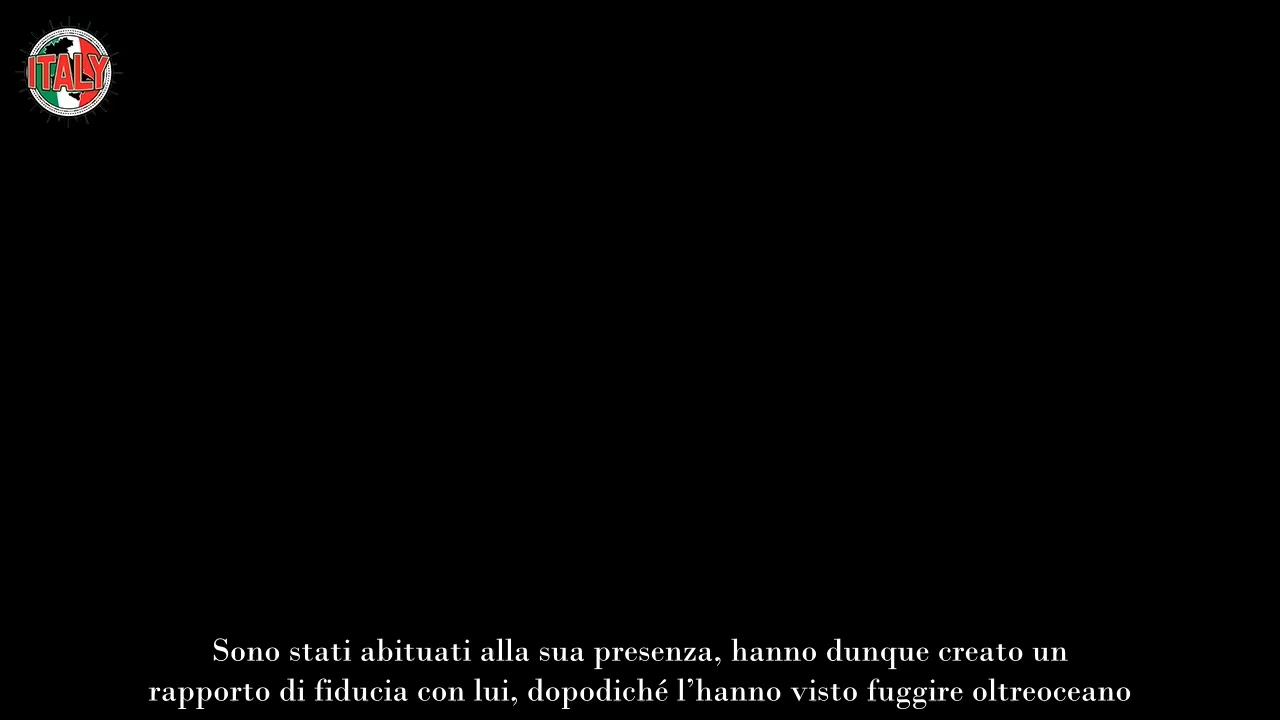 ITALY
Sono stati abituati alla sua presenza, hanno dunque creato un
rapporto di fiducia con lui, dopodiché l’hanno visto fuggire oltreoceano